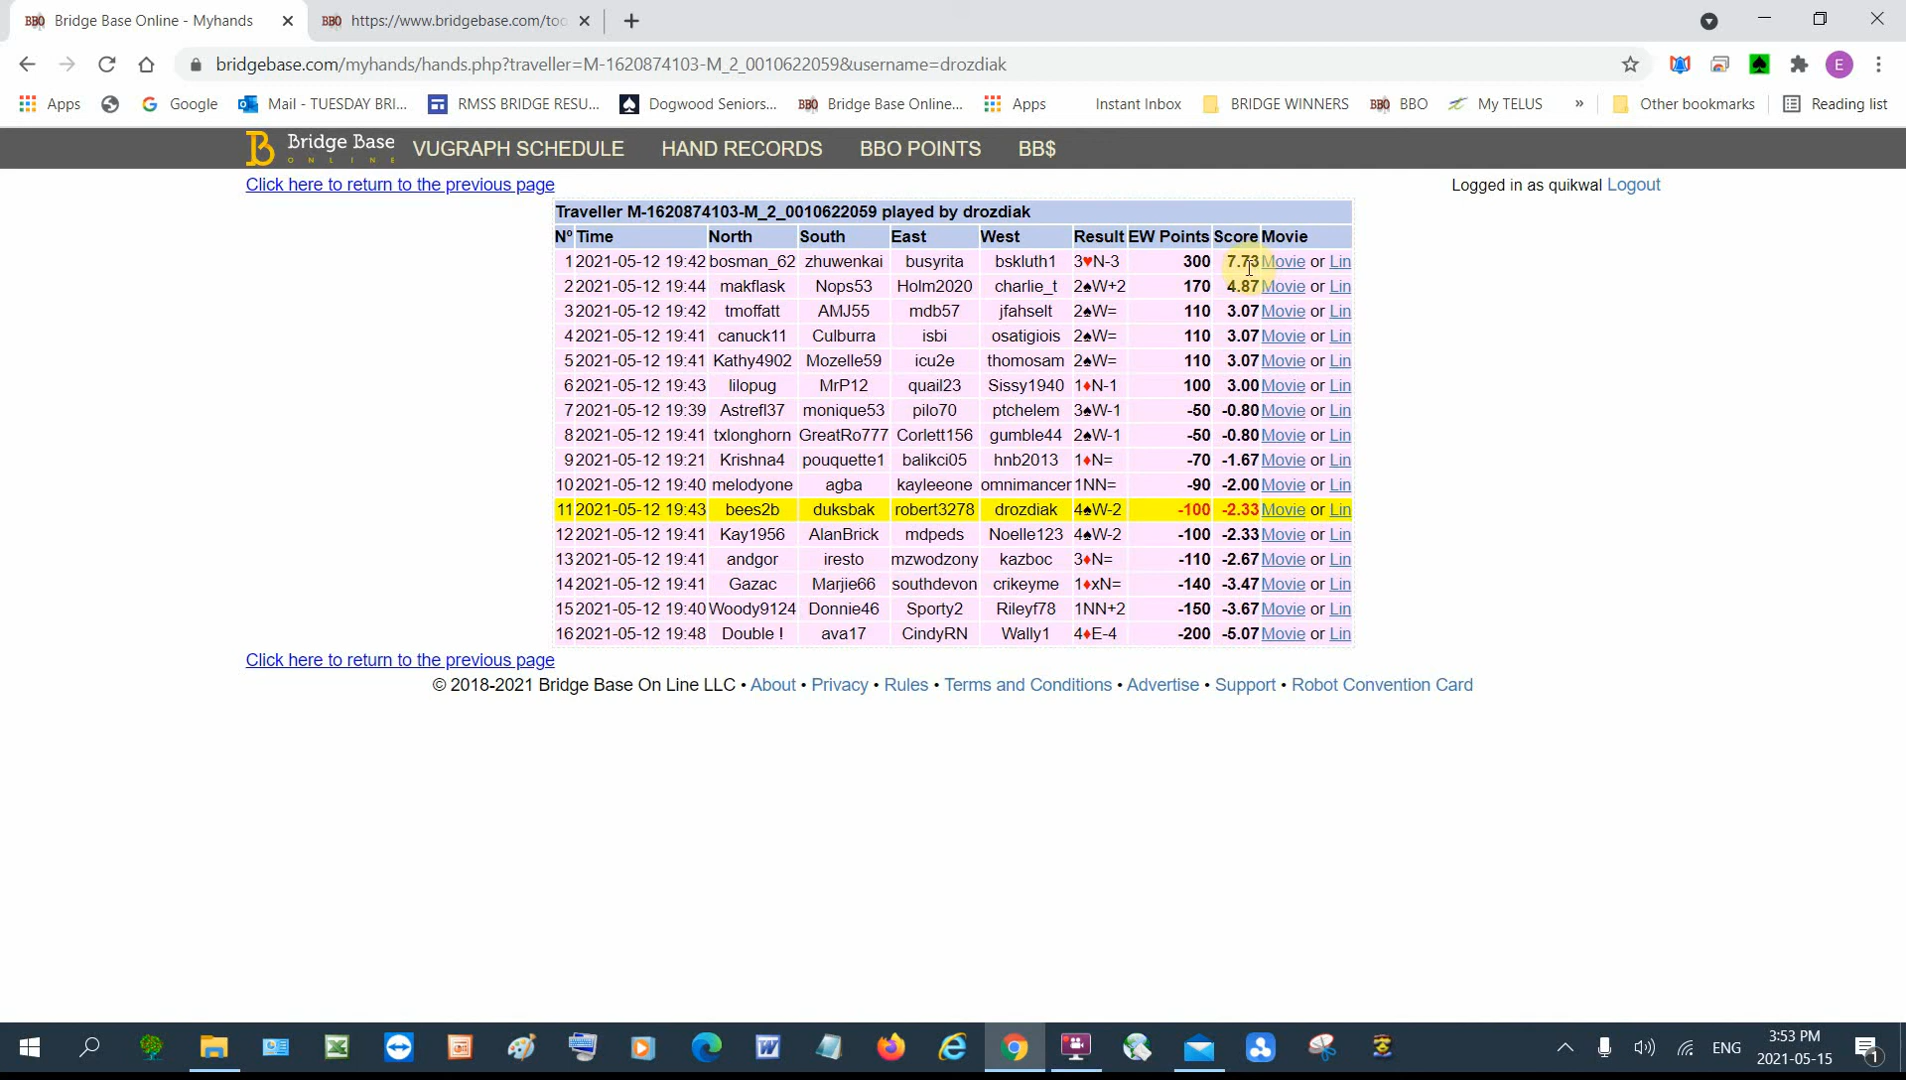 Bridge Base Online - Myhands
https://www.bridgebase.com/too
bridgebase.com/myhands/hands.php?traveller=M-1620874103-M_2_0010622059&username=drozdiak
E
Apps Google Mail - TUESDAY BRI... RMSS BRIDGE RESU... Dogwood Seniors... BBO Bridge Base Online... Apps Instant Inbox BRIDGE WINNERS BBO BBO My TELUS » Other bookmarks Reading list
Bridge Base ONLINE VUGRAPH SCHEDULE HAND RECORDS BBO POINTS BB$
Click here to return to the previous page Logged in as quikwal Logout
Traveller M-1620874103-M_2_0010622059 played by drozdiak
Nº Time North South East West Result EW Points Score Movie
1 2021-05-12 19:42 bosman_62 zhuwenkai busyrita bskluth1 3♥N-3 300 7.73 Movie or Lin
2 2021-05-12 19:44 makflask Nops53 Holm2020 charlie_t 2♠W+2 170 4.87 Movie or Lin
3 2021-05-12 19:42 tmoffatt AMJ55 mdb57 jfahselt 2♠W= 110 3.07 Movie or Lin
4 2021-05-12 19:41 canuck11 Culburra isbi osatigiois 2♠W= 110 3.07 Movie or Lin
5 2021-05-12 19:41 Kathy4902 Mozelle59 icu2e thomosam 2♠W= 110 3.07 Movie or Lin
6 2021-05-12 19:43 lilopug MrP12 quail23 Sissy1940 1♦N-1 100 3.00 Movie or Lin
7 2021-05-12 19:39 Astrefl37 monique53 pilo70 ptchelem 3♠W-1 -50 -0.80 Movie or Lin
8 2021-05-12 19:41 txlonghorn GreatRo777 Corlett156 gumble44 2♠W-1 -50 -0.80 Movie or Lin
9 2021-05-12 19:21 Krishna4 pouquette1 balikci05 hnb2013 1♦N= -70 -1.67 Movie or Lin
10 2021-05-12 19:40 melodyone agba kayleeone omnimancer 1NN= -90 -2.00 Movie or Lin
11 2021-05-12 19:43 bees2b duksbak robert3278 drozdiak 4♠W-2 -100 -2.33 Movie or Lin
12 2021-05-12 19:41 Kay1956 AlanBrick mdpeds Noelle123 4♠W-2 -100 -2.33 Movie or Lin
13 2021-05-12 19:41 andgor iresto mzwodzony kazboc 3♦N= -110 -2.67 Movie or Lin
14 2021-05-12 19:41 Gazac Marjie66 southdevon crikeyme 1♦xN= -140 -3.47 Movie or Lin
15 2021-05-12 19:40 Woody9124 Donnie46 Sporty2 Rileyf78 1NN+2 -150 -3.67 Movie or Lin
16 2021-05-12 19:48 Double ! ava17 CindyRN Wally1 4♦E-4 -200 -5.07 Movie or Lin
Click here to return to the previous page
© 2018-2021 Bridge Base On Line LLC • About • Privacy • Rules • Terms and Conditions • Advertise • Support • Robot Convention Card
ENG 3:53 PM
2021-05-15
1